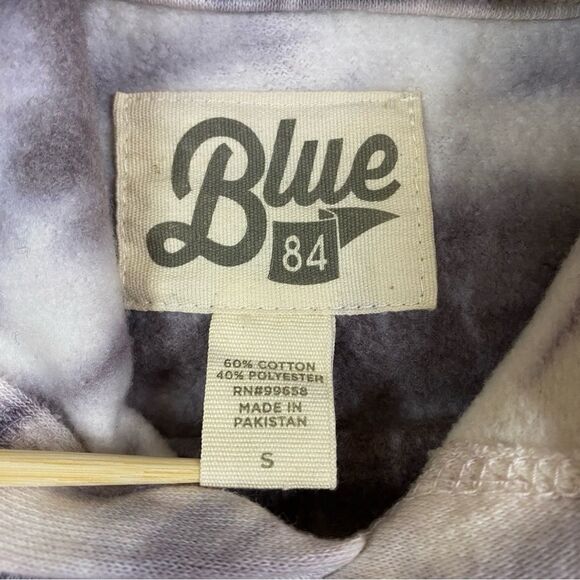 Blue
84
60% COTTON
40% POLYESTER
RN#99658
MADE IN
PAKISTAN
S